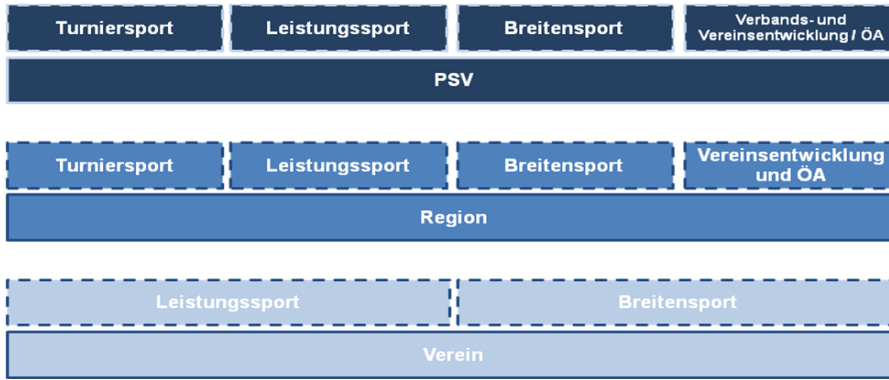 Turniersport
Leistungssport
Breitensport
Verbands- und
Vereinsentwicklung / ÖA
PSV
Turniersport
Leistungssport
Breitensport
Vereinsentwicklung
und ÖA
Region
Leistungssport
Breitensport
Verein